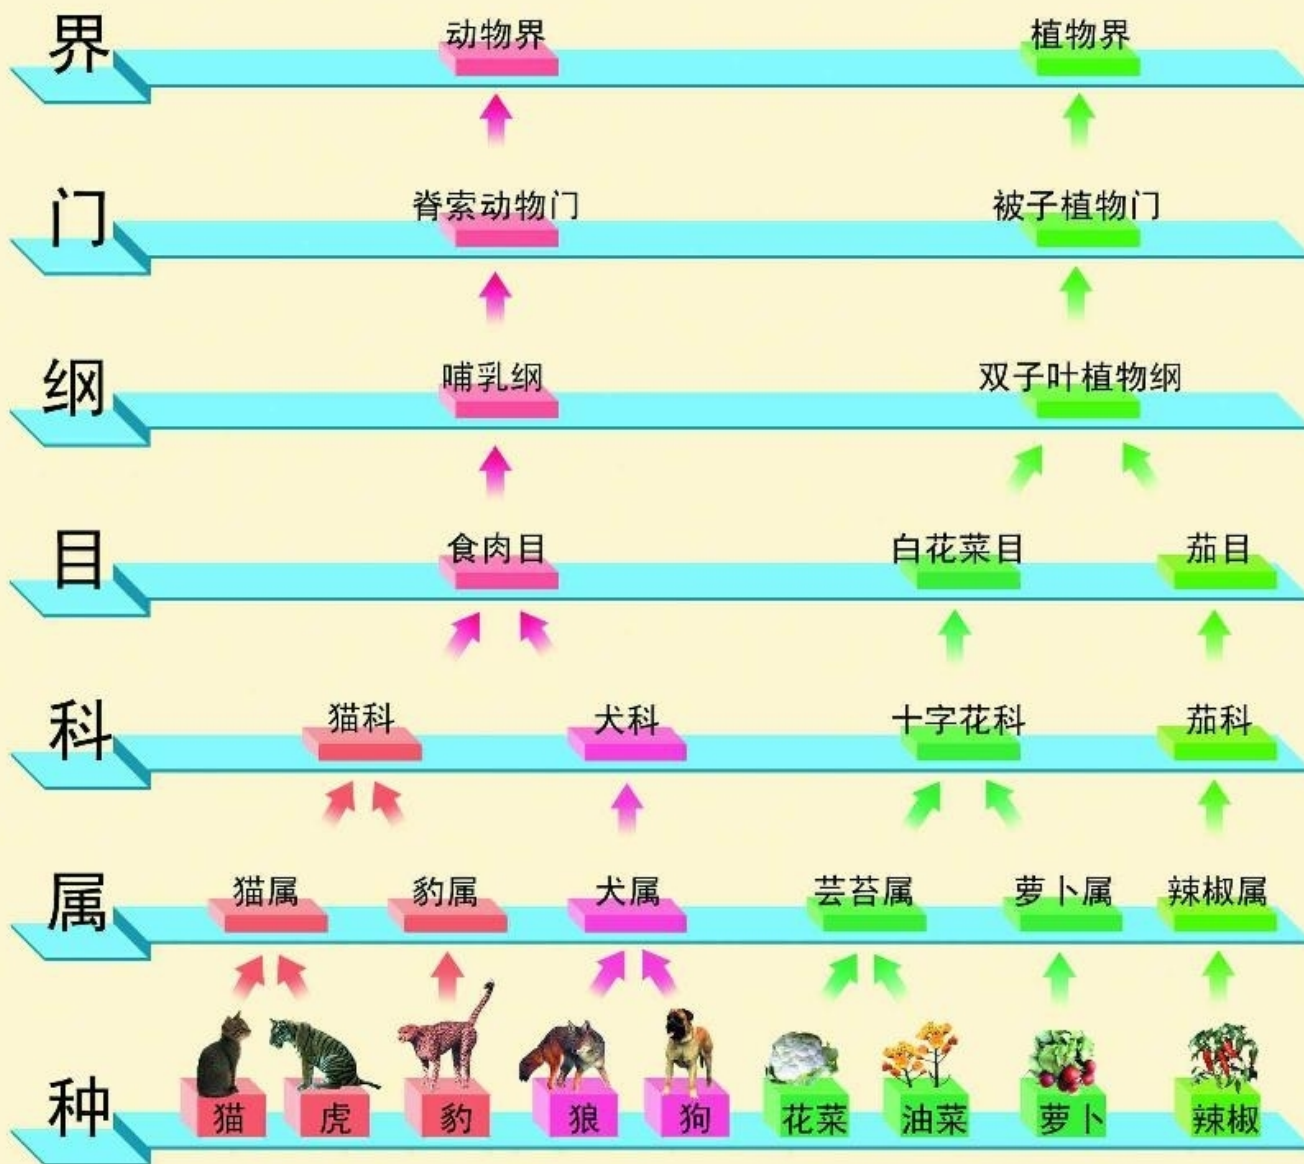 界 动物界 植物界
门 脊索动物门 被子植物门
纲 哺乳纲 双子叶植物纲
目 食肉目 白花菜目 茄目
科 猫科 犬科 十字花科 茄科
属 猫属 豹属 犬属 芸苔属 萝卜属 辣椒属
种 猫 虎 豹 狼 狗 花菜 油菜 萝卜 辣椒